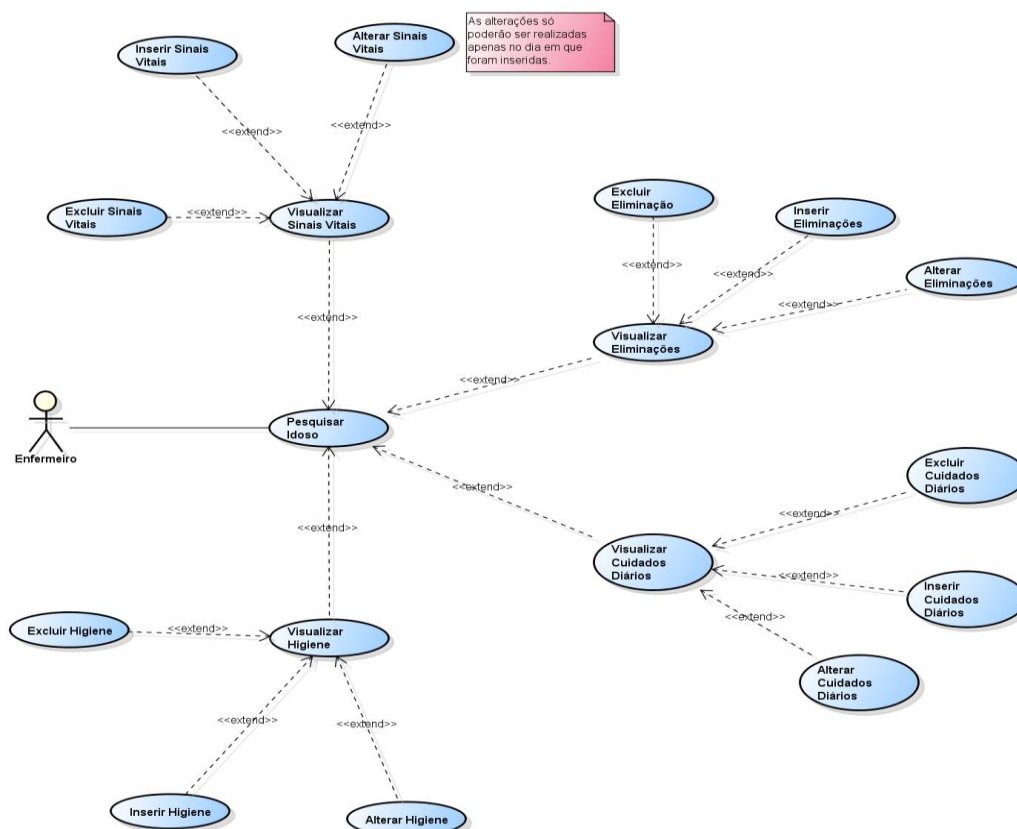 Inserir Sinais
Vitais
Alterar Sinais
Vitais
As alterações só
poderão ser realizadas
apenas no dia em que
foram inseridas.
<<extend>>
<<extend>>
Excluir Sinais
Vitais
<<extend>>
Visualizar
Sinais Vitais
Excluir
Eliminação
Inserir
Eliminações
Alterar
Eliminações
<<extend>>
<<extend>>
<<extend>>
<<extend>>
Visualizar
Eliminações
<<extend>>
Enfermeiro
Pesquisar
Idoso
<<extend>>
Excluir
Cuidados
Diários
<<extend>>
<<extend>>
Visualizar
Cuidados
Diários
<<extend>>
Inserir
Cuidados
Diários
<<extend>>
Alterar
Cuidados
Diários
Excluir Higiene
<<extend>>
Visualizar
Higiene
<<extend>>
<<extend>>
Inserir Higiene
Alterar Higiene